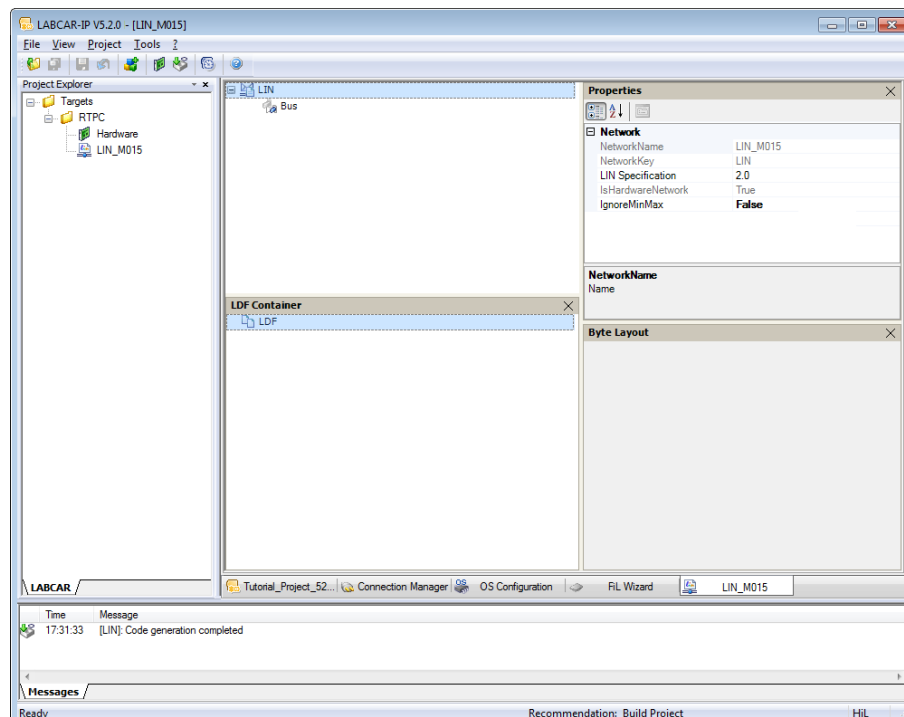 LABCAR-IP V5.2.0 - [LIN_M015]
File View Project Tools ?
Project Explorer
Targets
RTPC
Hardware
LIN_M015
LABCAR
LIN
Bus
LDF Container
LDF
Properties
Network
NetworkName LIN_M015
NetworkKey LIN
LIN Specification 2.0
IsHardwareNetwork True
IgnoreMinMax False
NetworkName
Name
Byte Layout
Tutorial_Project_52... Connection Manager OS OS Configuration FiL Wizard LIN_M015
Time Message
17:31:33 [LIN]: Code generation completed
Messages
Ready Recommendation: Build Project HiL